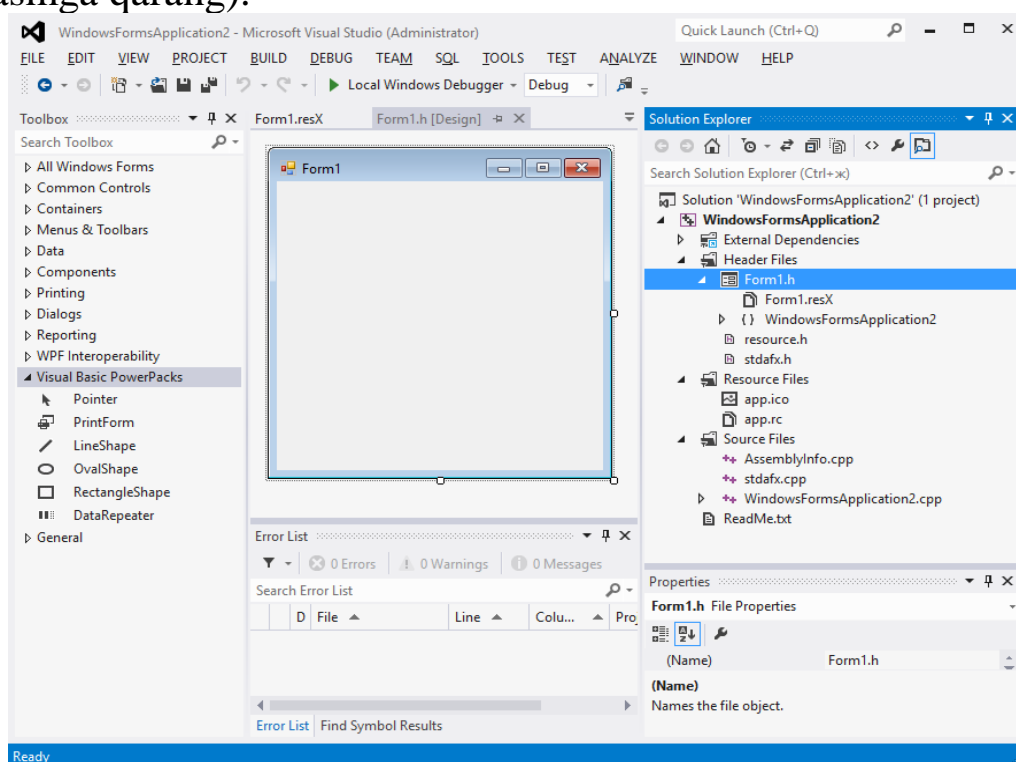 asinga qarang).
WindowsFormsApplication2 - Microsoft Visual Studio (Administrator)
Quick Launch (Ctrl+Q)
FILE EDIT VIEW PROJECT BUILD DEBUG TEAM SQL TOOLS TEST ANALYZE WINDOW HELP
Local Windows Debugger Debug
Toolbox
Search Toolbox
All Windows Forms
Common Controls
Containers
Menus & Toolbars
Data
Components
Printing
Dialogs
Reporting
WPF Interoperability
Visual Basic PowerPacks
Pointer
PrintForm
LineShape
OvalShape
RectangleShape
DataRepeater
General
Form1.resX Form1.h [Design]
Form1
Error List
0 Errors 0 Warnings 0 Messages
Search Error List
D File Line Colu... Proj
Error List Find Symbol Results
Solution Explorer
Search Solution Explorer (Ctrl+ж)
Solution 'WindowsFormsApplication2' (1 project)
WindowsFormsApplication2
External Dependencies
Header Files
Form1.h
Form1.resX
{} WindowsFormsApplication2
resource.h
stdafx.h
Resource Files
app.ico
app.rc
Source Files
AssemblyInfo.cpp
stdafx.cpp
WindowsFormsApplication2.cpp
ReadMe.txt
Properties
Form1.h File Properties
(Name) Form1.h
(Name)
Names the file object.
Ready